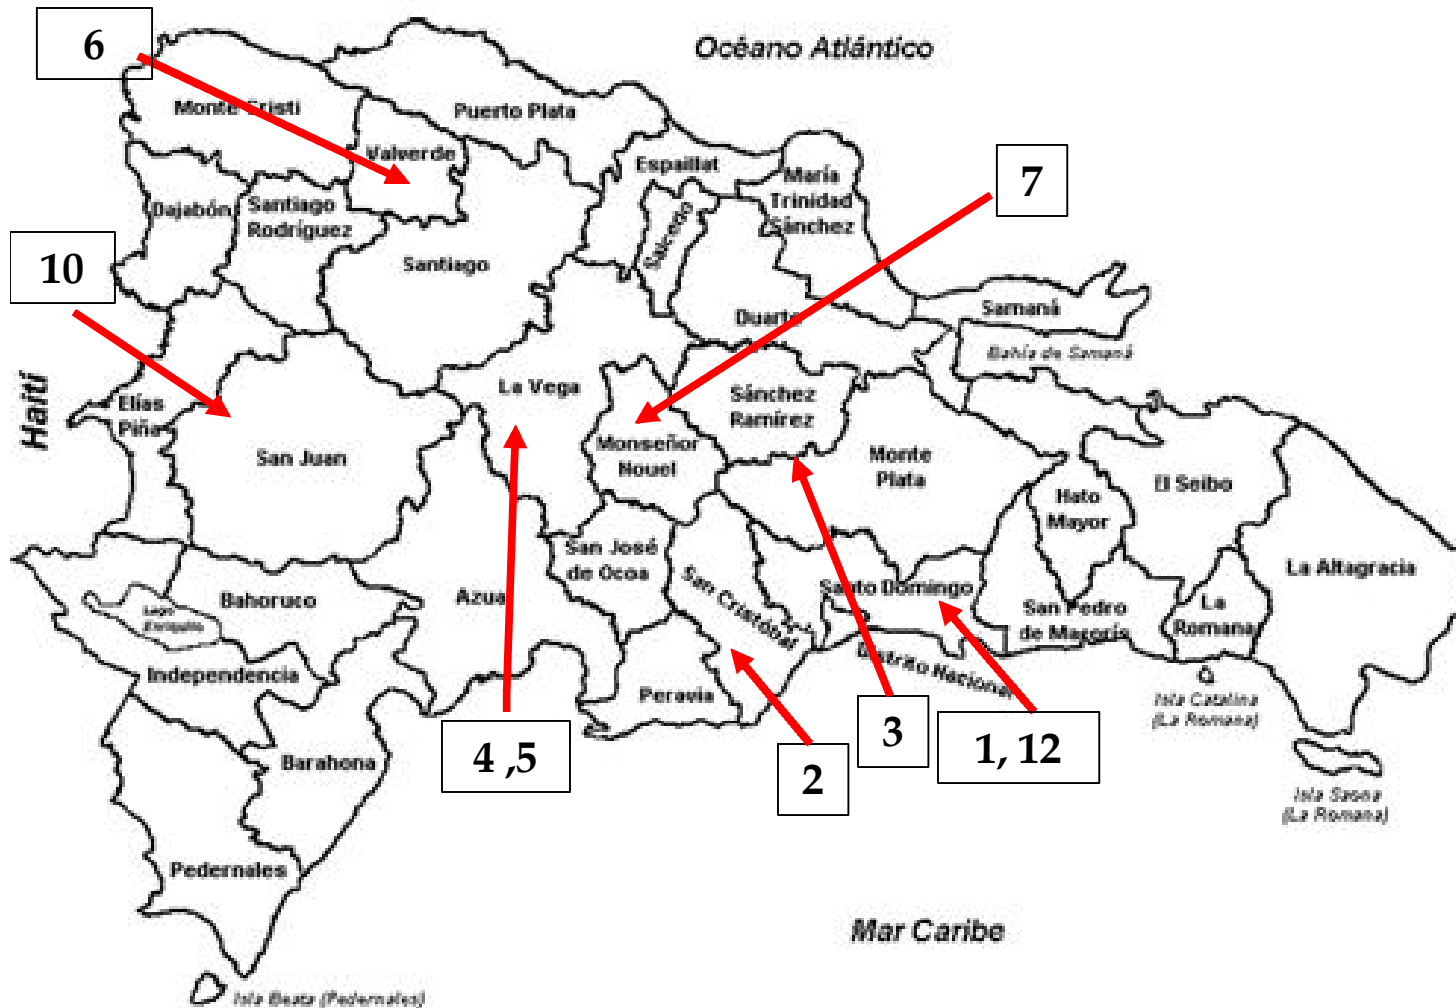 6
Océano Atlántico
Monte Cristi
Puerto Plata
Valverde
Espaillat
María
Trinidad
Sánchez
7
Dajabón
Santiago
Rodríguez
Salcedo
10
Santiago
Samaná
Duarte
Bahía de Samaná
Haití
Elías
Piña
La Vega
Sánchez
Ramírez
San Juan
Monseñor
Nouel
Monte
Plata
Hato
Mayor
El Seibo
La Altagracia
San José
de Ocoa
San Cristóbal
Santo Domingo
Bahoruco
Lago
Enriquillo
Azua
San Pedro
de Macorís
La
Romana
Independencia
Peravia
Distrito Nacional
Isla Catalina
(La Romana)
Barahona
4 ,5
2
3
1, 12
Isla Saona
(La Romana)
Pedernales
Mar Caribe
Isla Beata (Pedernales)